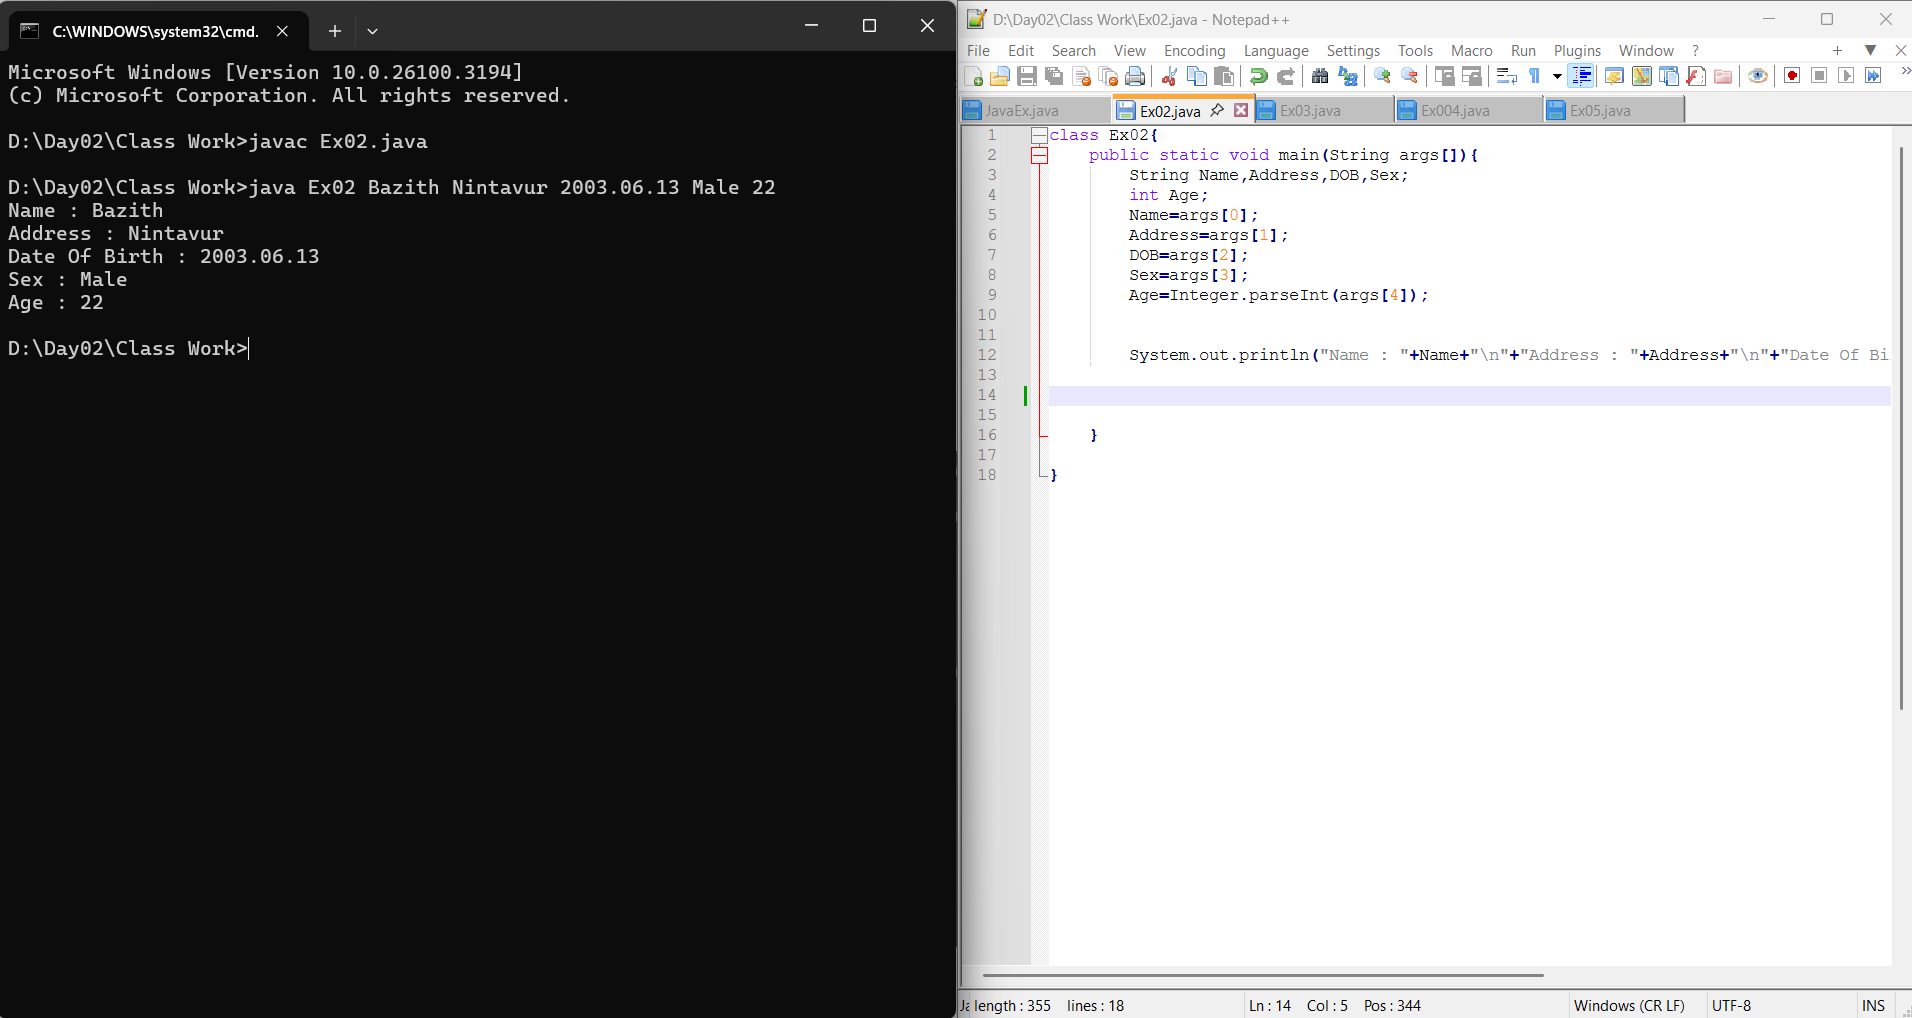 C:\WINDOWS\system32\cmd.
Microsoft Windows [Version 10.0.26100.3194]
(c) Microsoft Corporation. All rights reserved.
D:\Day02\Class Work>javac Ex02.java
D:\Day02\Class Work>java Ex02 Bazith Nintavur 2003.06.13 Male 22
Name : Bazith
Address : Nintavur
Date Of Birth : 2003.06.13
Sex : Male
Age : 22
D:\Day02\Class Work>
D:\Day02\Class Work\Ex02.java - Notepad++
File Edit Search View Encoding Language Settings Tools Macro Run Plugins Window ?
JavaEx.java Ex02.java Ex03.java Ex004.java Ex05.java
1 class Ex02{
2 public static void main(String args[]){
3 String Name,Address,DOB,Sex;
4 int Age;
5 Name=args[0];
6 Address=args[1];
7 DOB=args[2];
8 Sex=args[3];
9 Age=Integer.parseInt(args[4]);
10
11
12 System.out.println("Name : "+Name+"\n"+"Address : "+Address+"\n"+"Date Of Bi
13
14
15
16 }
17
18 }
length : 355 lines : 18 Ln : 14 Col : 5 Pos : 344 Windows (CR LF) UTF-8 INS